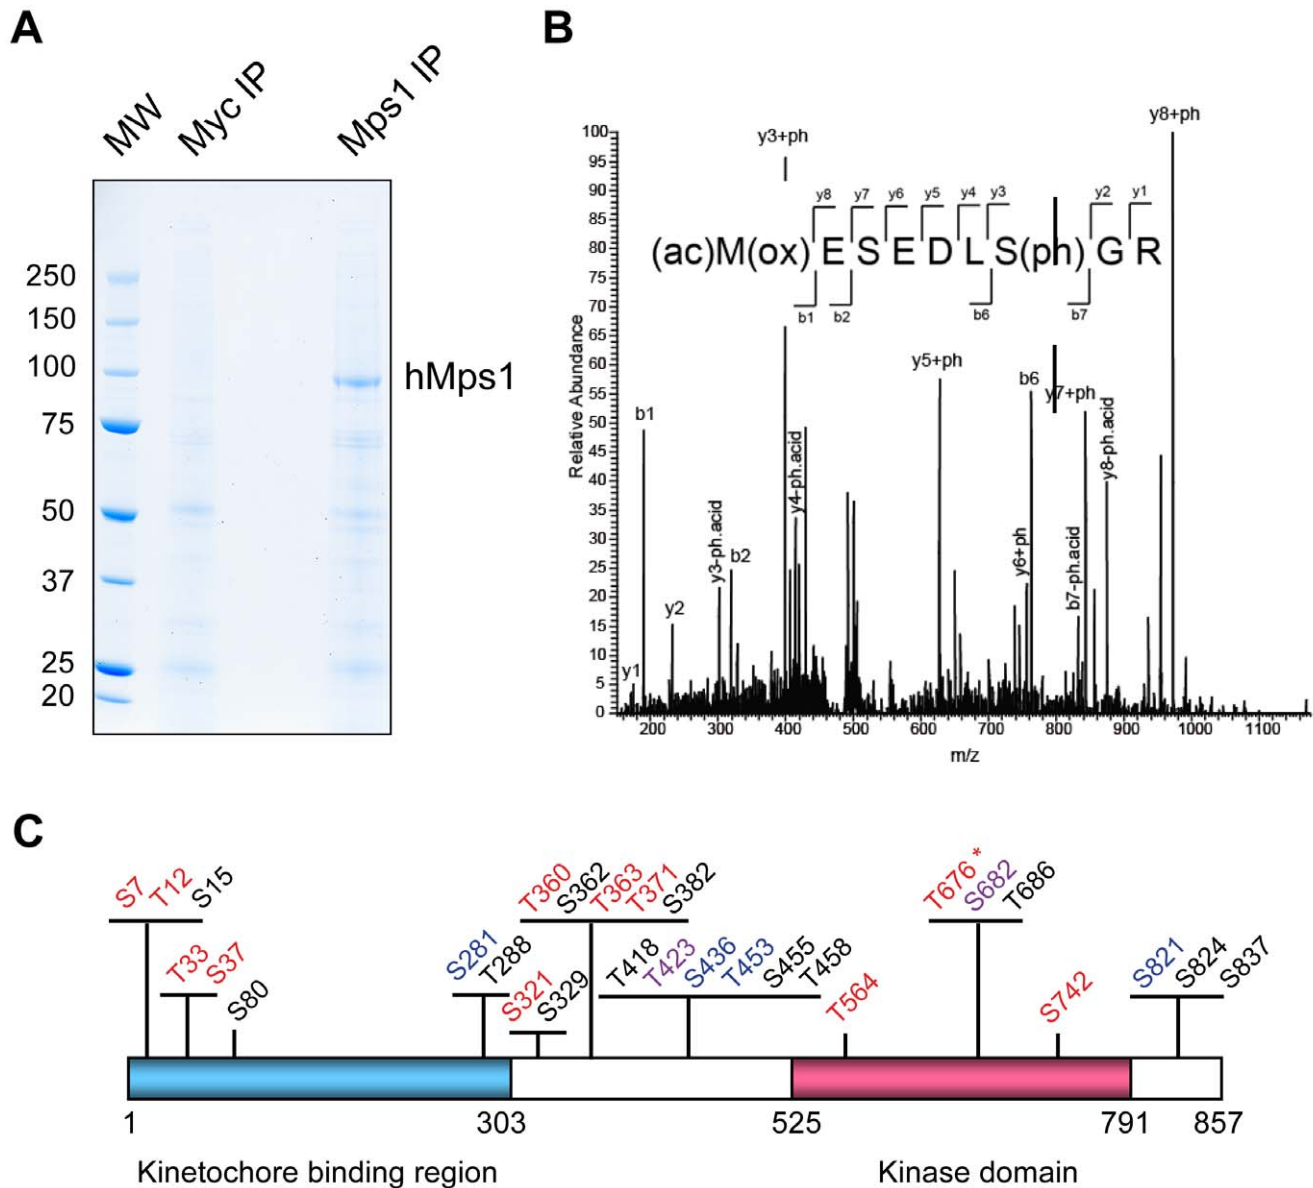 A
MW
Myc IP
Mps1 IP
250
150
100
75
50
37
25
20
hMps1
B
y3+ph
y8+ph
100
95
90
85
80
75
70
65
60
55
50
45
40
35
30
25
20
15
10
5
0
Relative Abundance
y8 y7 y6 y5 y4 y3 y2 y1
(ac)M(ox) E S E D L S(ph) G R
b1 b2 b6 b7
y1
b1
y2
y3-ph.acid
b2
y4-ph.acid
y5+ph
y6+ph
b6
y7+ph
b7-ph.acid
y8-ph.acid
200 300 400 500 600 700 800 900 1000 1100
m/z
C
S7 T12 S15
T33 S37
S80
S281 T288
S321 S329
T360 S362 T363 T371 S382
T418 T423 S436 T453 S455 T458
T564
T676 * S682 T686
S742
S821 S824 S837
1 303 525 791 857
Kinetochore binding region
Kinase domain